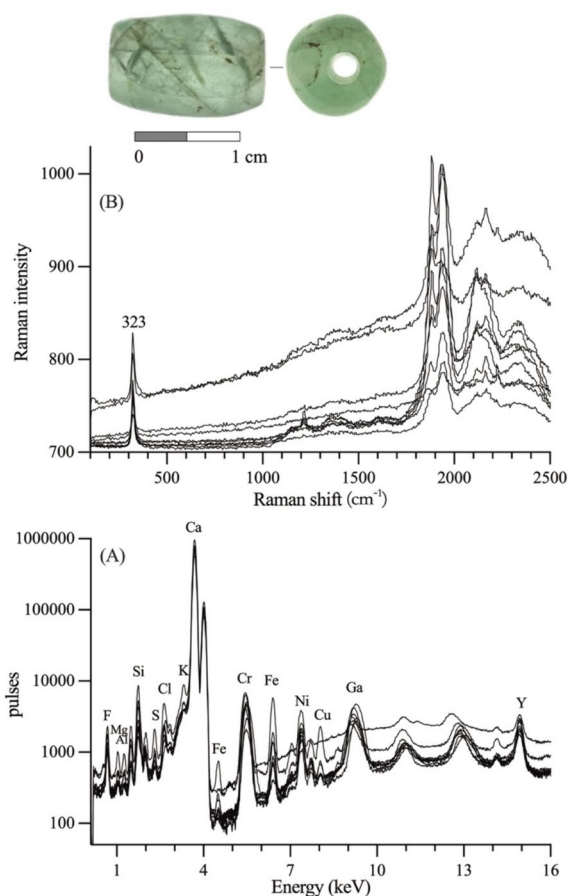 0 1 cm
(B)
1000
900
800
700
Raman intensity
323
500 1000 1500 2000 2500
Raman shift (cm⁻¹)
(A)
1000000
100000
10000
1000
100
pulses
Ca
F Mg Al Si S Cl K Fe Cr Fe Ni Cu Ga Y
1 4 7 10 13 16
Energy (keV)